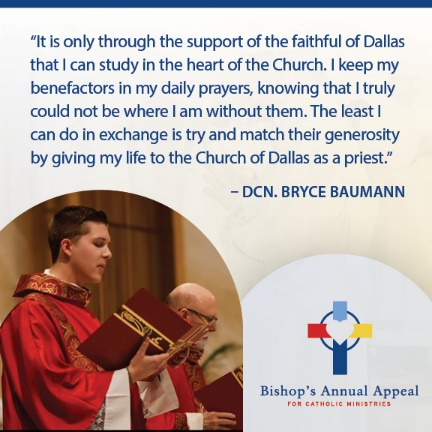 “It is only through the support of the faithful of Dallas
that I can study in the heart of the Church. I keep my
benefactors in my daily prayers, knowing that I truly
could not be where I am without them. The least I
can do in exchange is try and match their generosity
by giving my life to the Church of Dallas as a priest.”
– DCN. BRYCE BAUMANN
Bishop's Annual Appeal
FOR CATHOLIC MINISTRIES